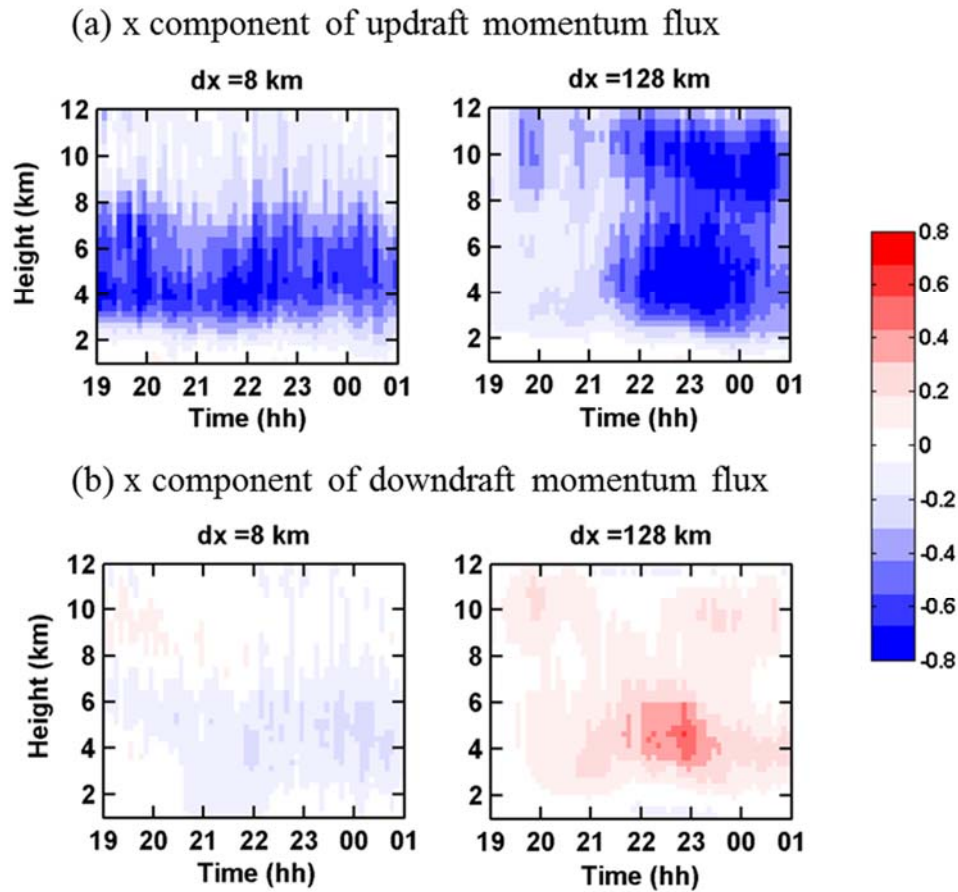 (a) x component of updraft momentum flux
dx =8 km
dx =128 km
12
10
8
6
4
2
Height (km)
19 20 21 22 23 00 01
Time (hh)
12
10
8
6
4
2
19 20 21 22 23 00 01
Time (hh)
0.8
0.6
0.4
0.2
0
-0.2
-0.4
-0.6
-0.8
(b) x component of downdraft momentum flux
dx =8 km
dx =128 km
12
10
8
6
4
2
Height (km)
19 20 21 22 23 00 01
Time (hh)
12
10
8
6
4
2
19 20 21 22 23 00 01
Time (hh)